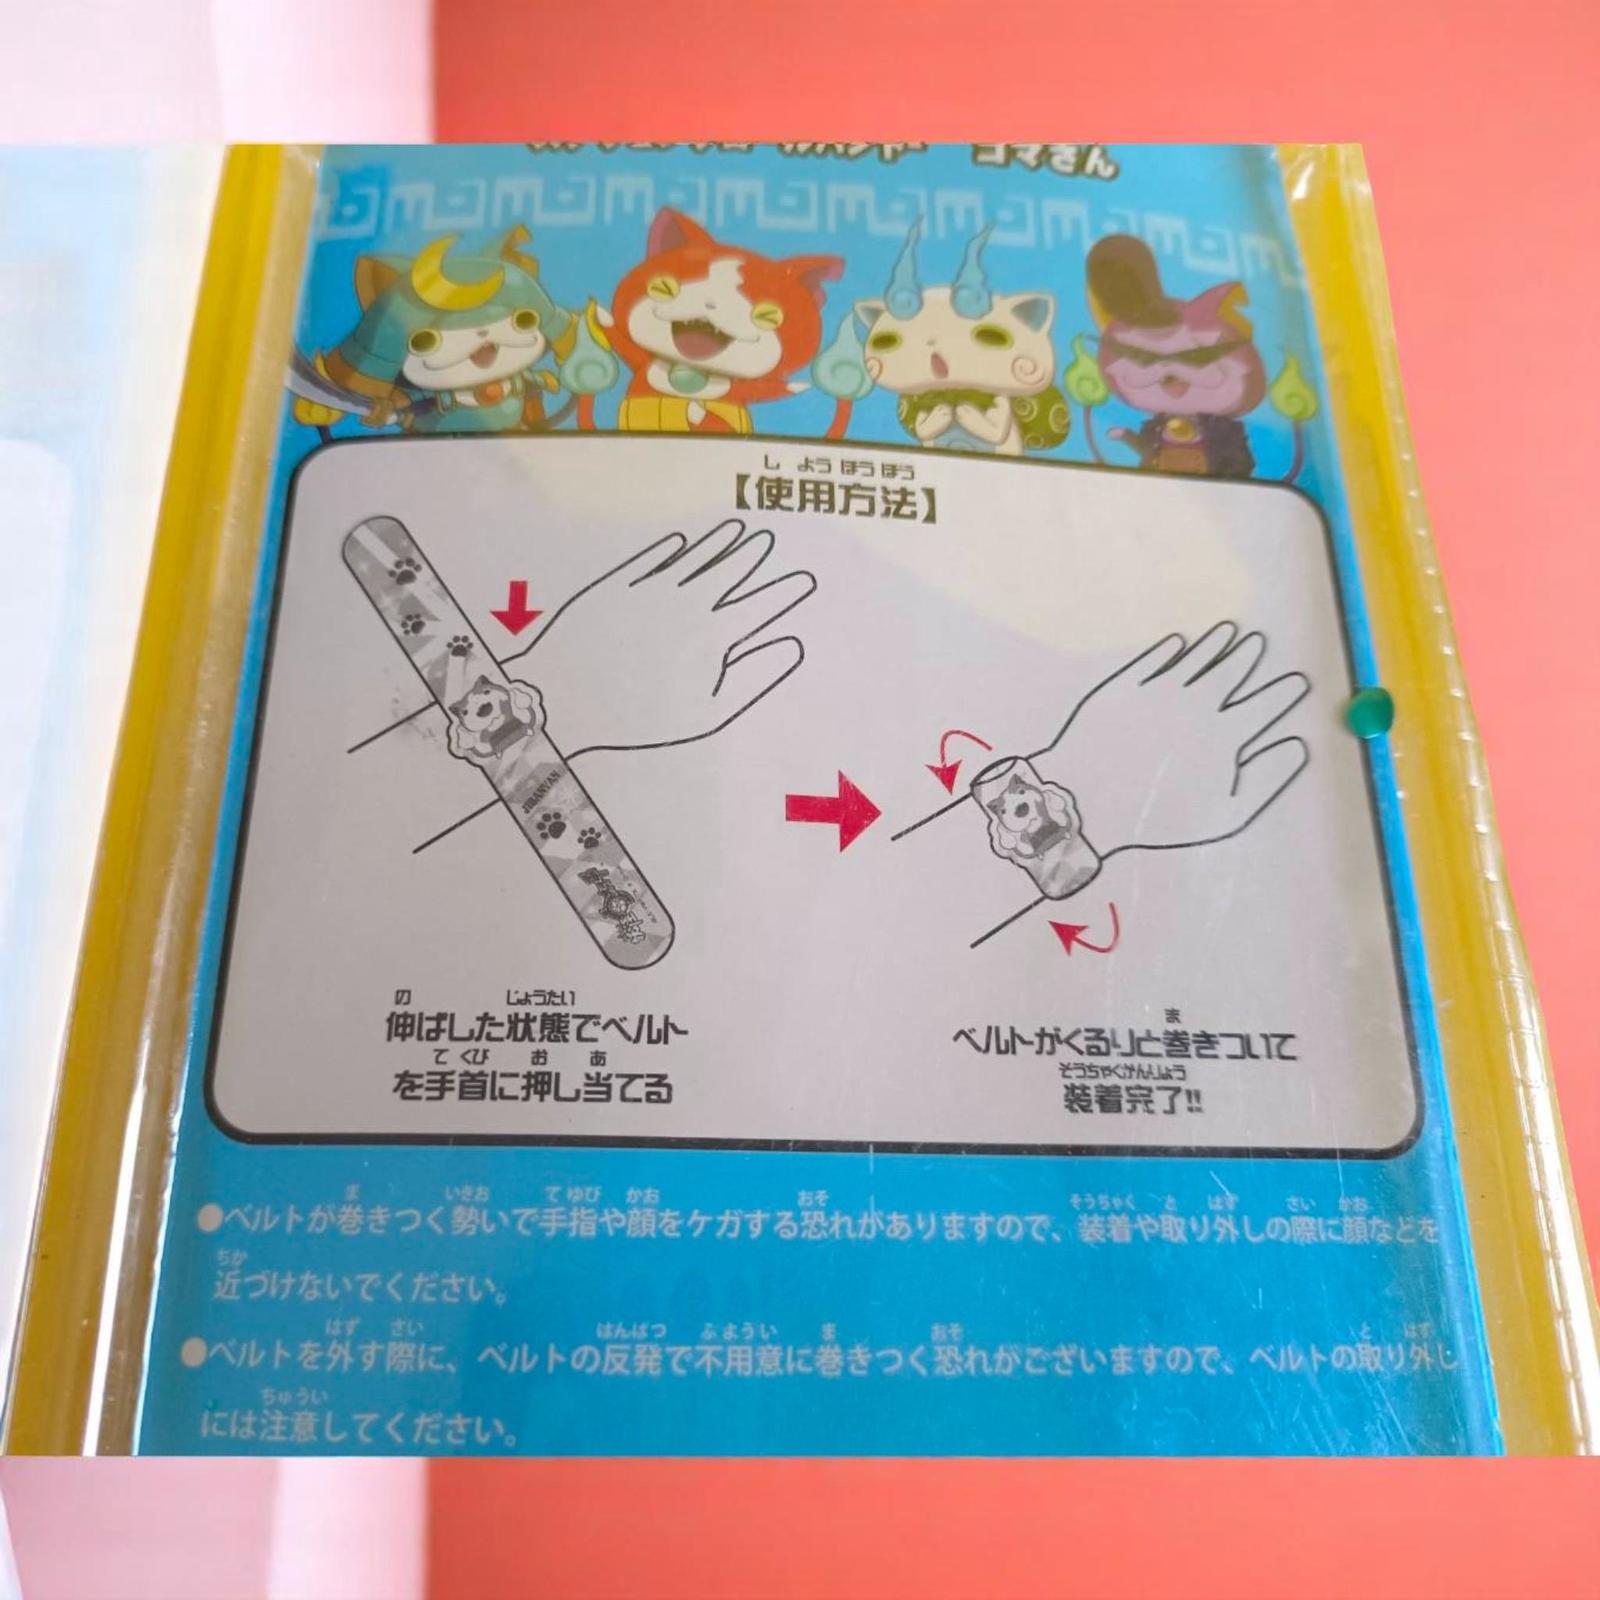 コマさん
し ようほうほう
【使用方法】
JIBANYAN
の じょうたい
伸ばした状態でベルト
て くび お あ
を手首に押し当てる
ま
ベルトがくるりと巻きついて
そうちゃくかんりょう
装着完了!!
ま いきお て ゆび かお おそ そうちゃく と はず さい かお
●ベルトが巻きつく勢いで手指や顔をケガする恐れがありますので、装着や取り外しの際に顔などを
ちか
近づけないでください。
はず さい はんぱつ ふようい ま おそ と はず
●ベルトを外す際に、ベルトの反発で不用意に巻きつく恐れがございますので、ベルトの取り外し
ちゅうい
には注意してください。